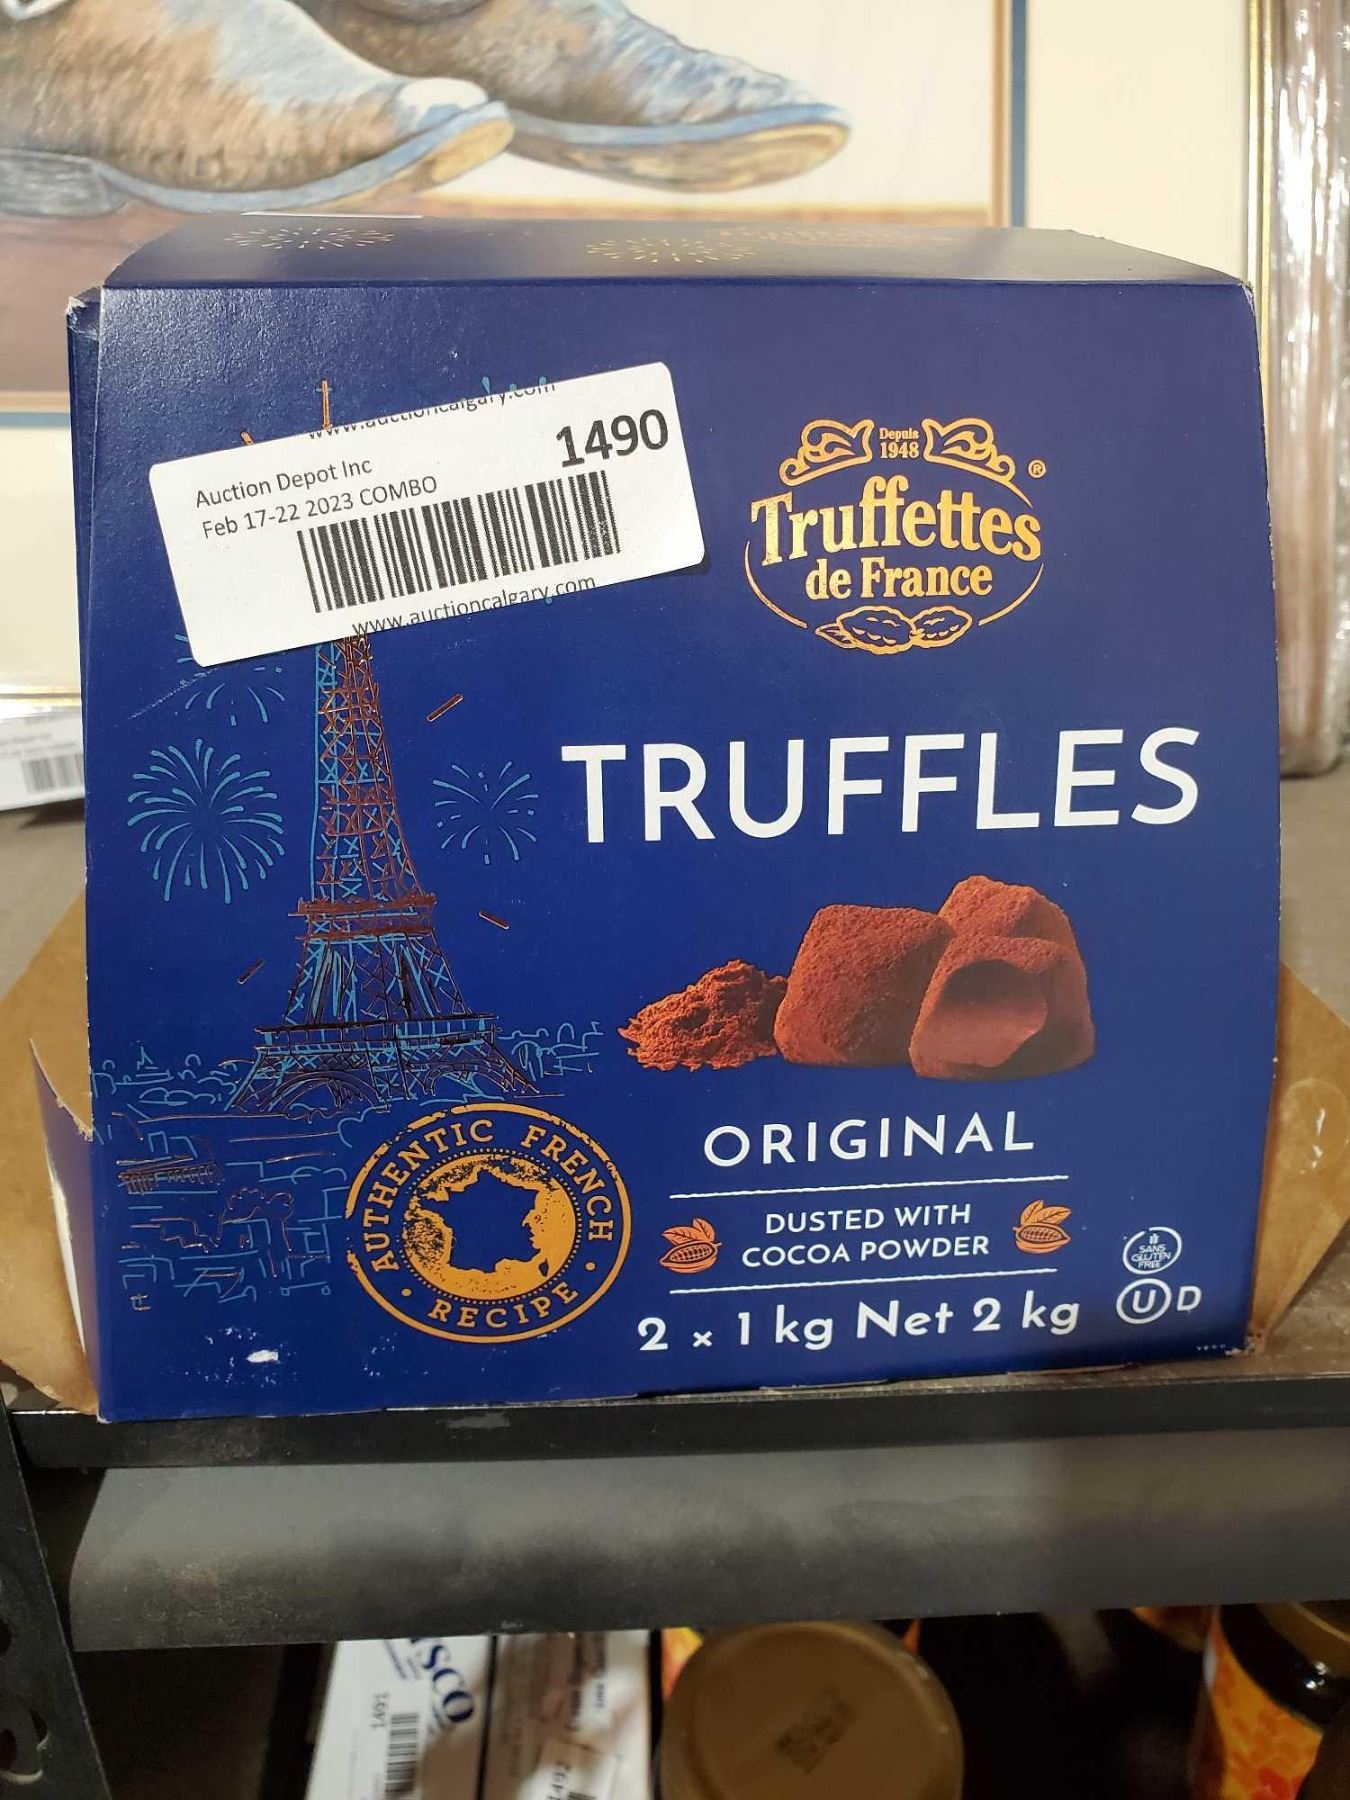 www.auctioncalgary.com
1490
Auction Depot Inc
Feb 17-22 2023 COMBO
www.auctioncalgary.com
Depuis
1948
®
Truffettes
de France
TRUFFLES
AUTHENTIC FRENCH
RECIPE
ORIGINAL
DUSTED WITH
COCOA POWDER
SANS
GLUTEN
FREE
U D
2 x 1 kg Net 2 kg
1491